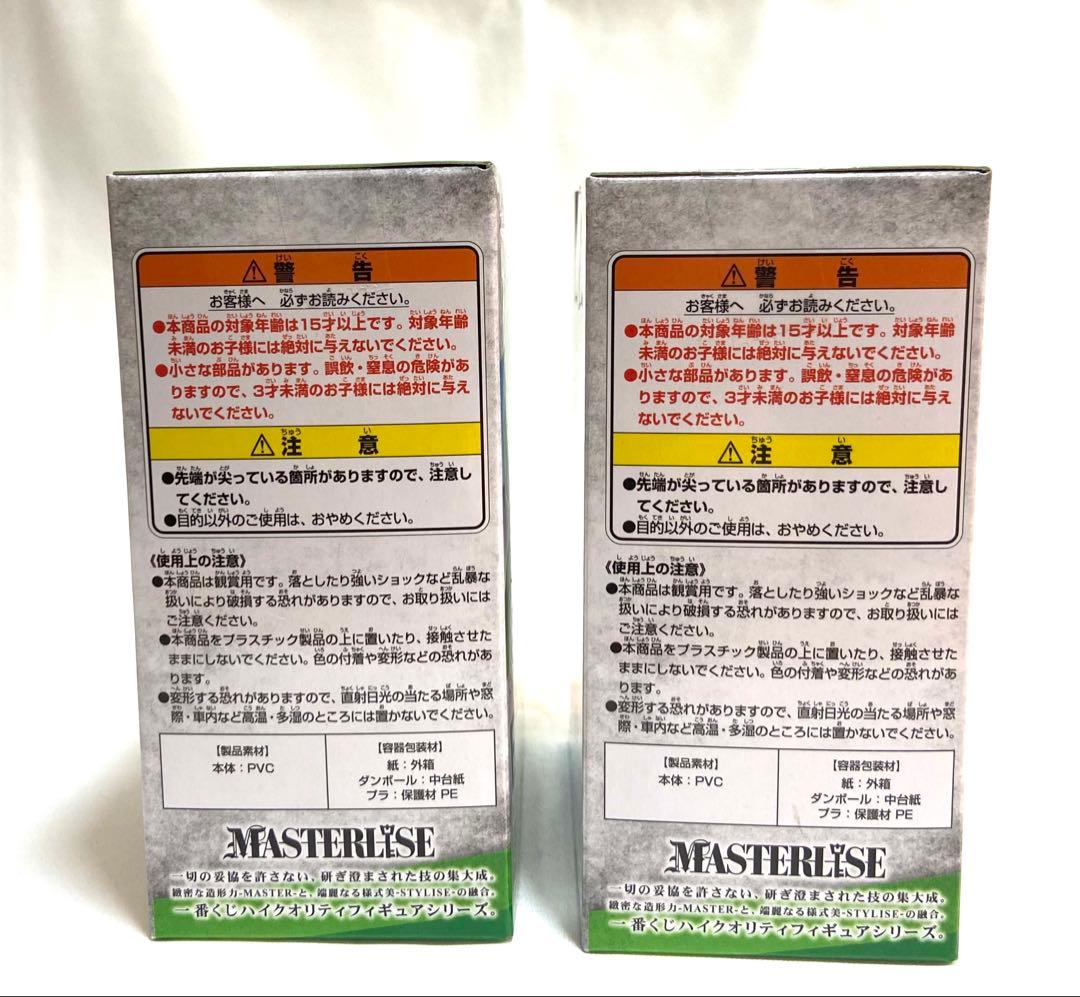 ⚠警告
お客様へ 必ずお読みください。
●本商品の対象年齢は15才以上です。対象年齢
未満のお子様には絶対に与えないでください。
●小さな部品があります。誤飲・窒息の危険があ
りますので、3才未満のお子様には絶対に与え
ないでください。
⚠注意
●先端が尖っている箇所がありますので、注意し
てください。
●目的以外のご使用は、おやめください。
《使用上の注意》
●本商品は観賞用です。落としたり強いショックなど乱暴な
扱いにより破損する恐れがありますので、お取り扱いには
ご注意ください。
●本商品をプラスチック製品の上に置いたり、接触させた
ままにしないでください。色の付着や変形などの恐れがあ
ります。
●変形する恐れがありますので、直射日光の当たる場所や窓
際・車内など高温・多湿のところには置かないでください。
【製品素材】
本体：PVC
【容器包装材】
紙：外箱
ダンボール：中台紙
プラ：保護材 PE
MASTERLISE
一切の妥協を許さない、研ぎ澄まされた技の集大成。
緻密な造形力-MASTER-と、端麗なる様式美-STYLISE-の融合。
一番くじハイクオリティフィギュアシリーズ。
⚠警告
お客様へ 必ずお読みください。
●本商品の対象年齢は15才以上です。対象年齢
未満のお子様には絶対に与えないでください。
●小さな部品があります。誤飲・窒息の危険があ
りますので、3才未満のお子様には絶対に与え
ないでください。
⚠注意
●先端が尖っている箇所がありますので、注意し
てください。
●目的以外のご使用は、おやめください。
《使用上の注意》
●本商品は観賞用です。落としたり強いショックなど乱暴な
扱いにより破損する恐れがありますので、お取り扱いには
ご注意ください。
●本商品をプラスチック製品の上に置いたり、接触させた
ままにしないでください。色の付着や変形などの恐れがあ
ります。
●変形する恐れがありますので、直射日光の当たる場所や窓
際・車内など高温・多湿のところには置かないでください。
【製品素材】
本体：PVC
【容器包装材】
紙：外箱
ダンボール：中台紙
プラ：保護材 PE
MASTERLISE
一切の妥協を許さない、研ぎ澄まされた技の集大成。
緻密な造形力-MASTER-と、端麗なる様式美-STYLISE-の融合。
一番くじハイクオリティフィギュアシリーズ。